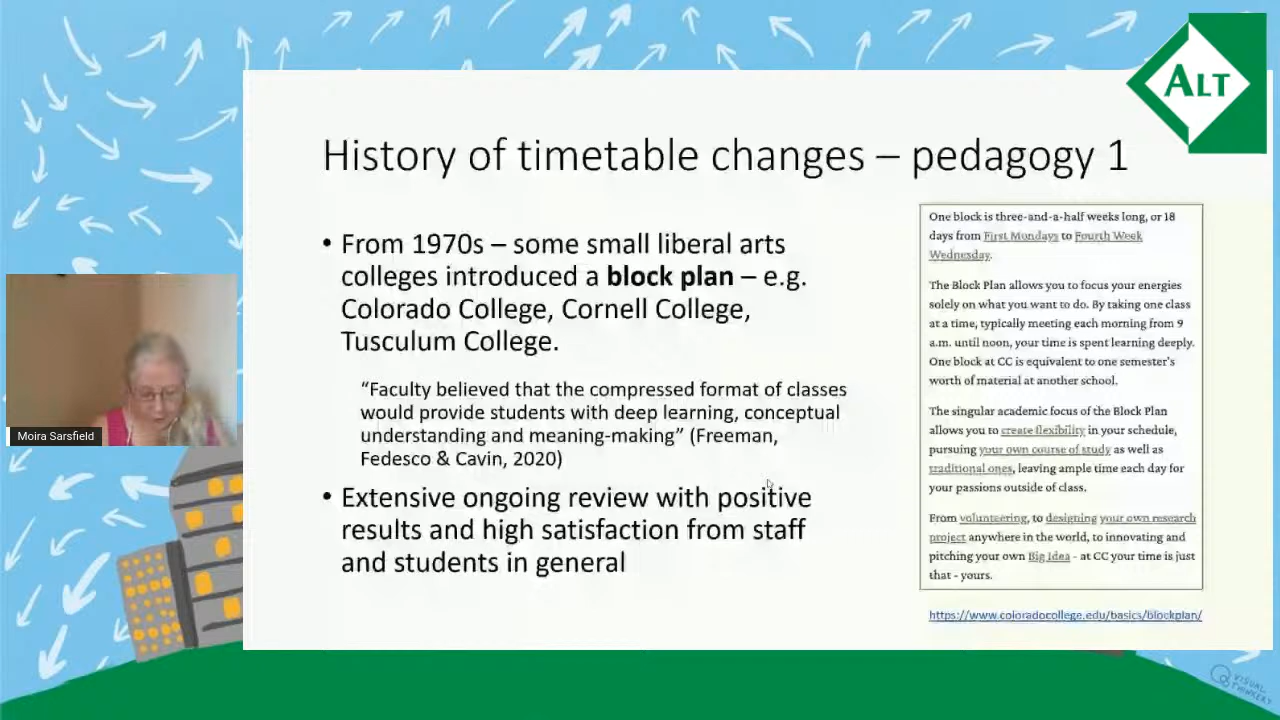 ALT
History of timetable changes – pedagogy 1
• From 1970s – some small liberal arts
colleges introduced a block plan – e.g.
Colorado College, Cornell College,
Tusculum College.
“Faculty believed that the compressed format of classes
would provide students with deep learning, conceptual
understanding and meaning-making” (Freeman,
Fedesco & Cavin, 2020)
• Extensive ongoing review with positive
results and high satisfaction from staff
and students in general
One block is three-and-a-half weeks long, or 18
days from First Mondays to Fourth Week
Wednesday.
The Block Plan allows you to focus your energies
solely on what you want to do. By taking one class
at a time, typically meeting each morning from 9
a.m. until noon, your time is spent learning deeply.
One block at CC is equivalent to one semester's
worth of material at another school.
The singular academic focus of the Block Plan
allows you to create flexibility in your schedule,
pursuing your own course of study as well as
traditional ones, leaving ample time each day for
your passions outside of class.
From volunteering, to designing your own research
project anywhere in the world, to innovating and
pitching your own Big Idea - at CC your time is just
that - yours.
https://www.coloradocollege.edu/basics/blockplan/
Moira Sarsfield
VISUAL
THINKERY